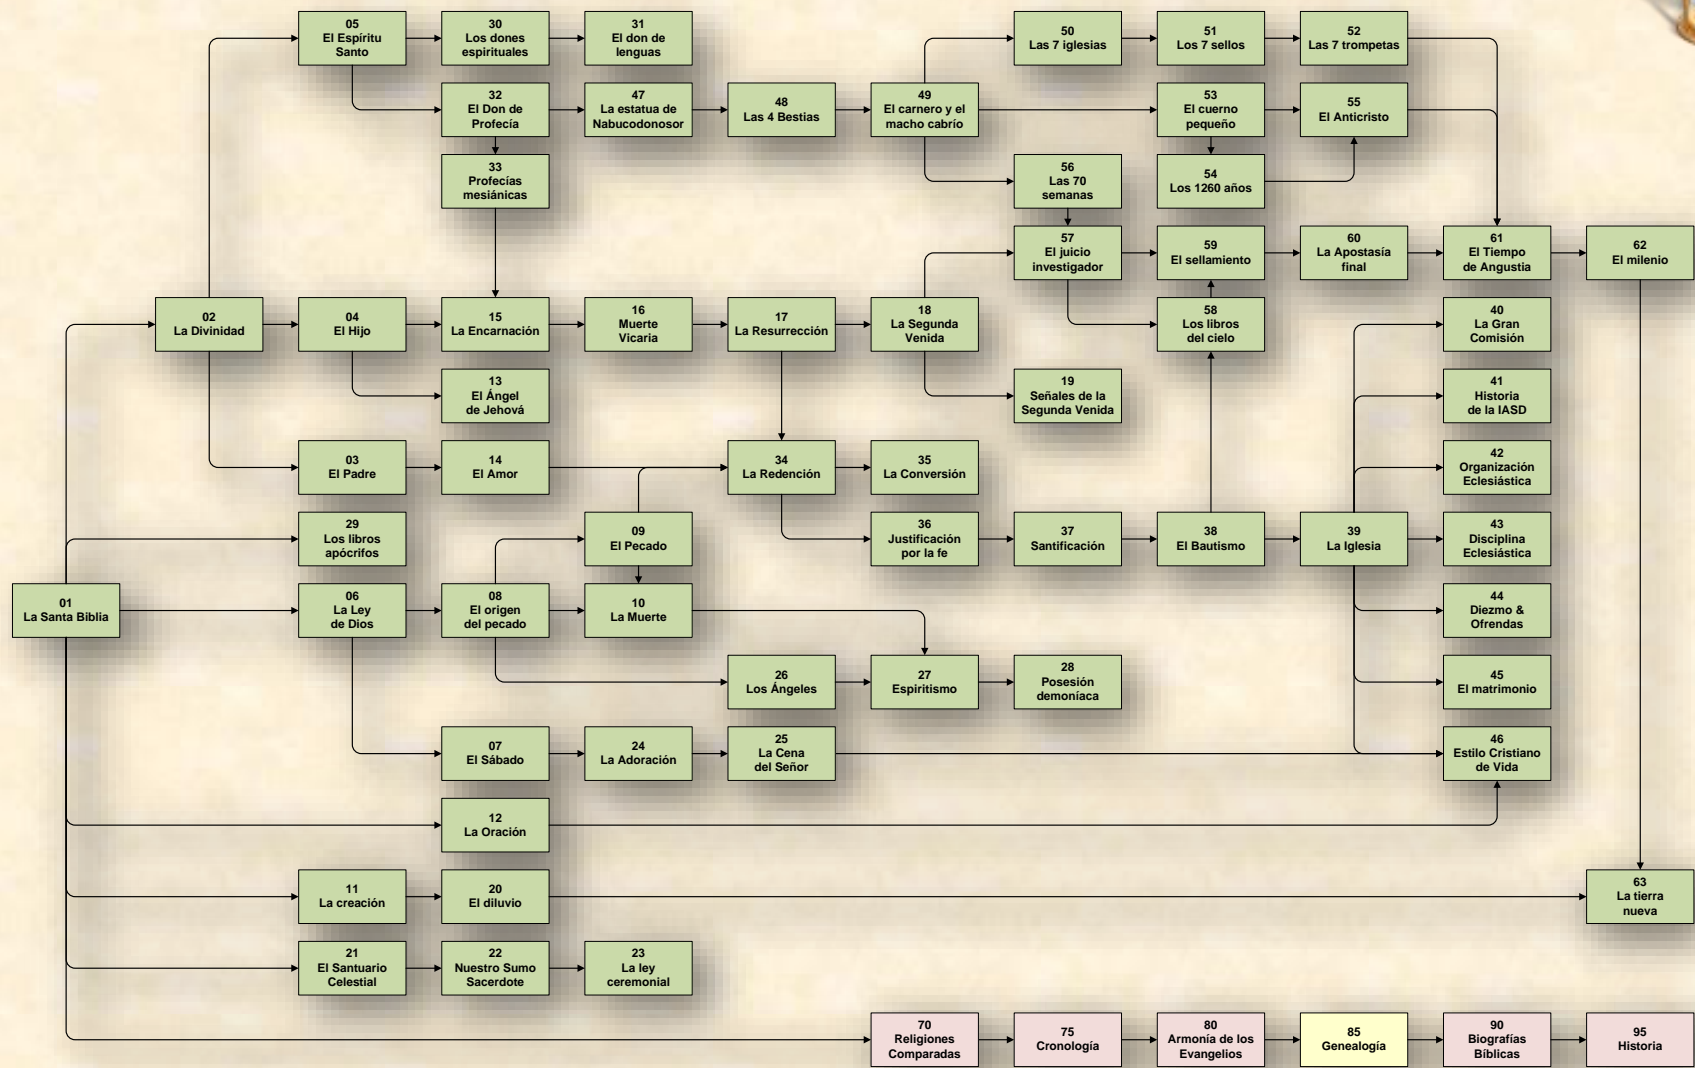 05
El Espíritu
Santo
30
Los dones
espirituales
31
El don de
lenguas
50
Las 7 iglesias
51
Los 7 sellos
52
Las 7 trompetas
32
El Don de
Profecía
47
La estatua de
Nabucodonosor
48
Las 4 Bestias
49
El carnero y el
macho cabrío
53
El cuerno
pequeño
55
El Anticristo
33
Profecías
mesiánicas
56
Las 70
semanas
54
Los 1260 años
57
El juicio
investigador
59
El sellamiento
60
La Apostasía
final
61
El Tiempo
de Angustia
62
El milenio
02
La Divinidad
04
El Hijo
15
La Encarnación
16
Muerte
Vicaria
17
La Resurrección
18
La Segunda
Venida
58
Los libros
del cielo
40
La Gran
Comisión
13
El Ángel
de Jehová
19
Señales de la
Segunda Venida
41
Historia
de la IASD
03
El Padre
14
El Amor
34
La Redención
35
La Conversión
42
Organización
Eclesiástica
29
Los libros
apócrifos
09
El Pecado
36
Justificación
por la fe
37
Santificación
38
El Bautismo
39
La Iglesia
43
Disciplina
Eclesiástica
01
La Santa Biblia
06
La Ley
de Dios
08
El origen
del pecado
10
La Muerte
44
Diezmo &
Ofrendas
26
Los Ángeles
27
Espiritismo
28
Posesión
demoníaca
45
El matrimonio
07
El Sábado
24
La Adoración
25
La Cena
del Señor
46
Estilo Cristiano
de Vida
12
La Oración
11
La creación
20
El diluvio
63
La tierra
nueva
21
El Santuario
Celestial
22
Nuestro Sumo
Sacerdote
23
La ley
ceremonial
70
Religiones
Comparadas
75
Cronología
80
Armonía de los
Evangelios
85
Genealogía
90
Biografías
Bíblicas
95
Historia